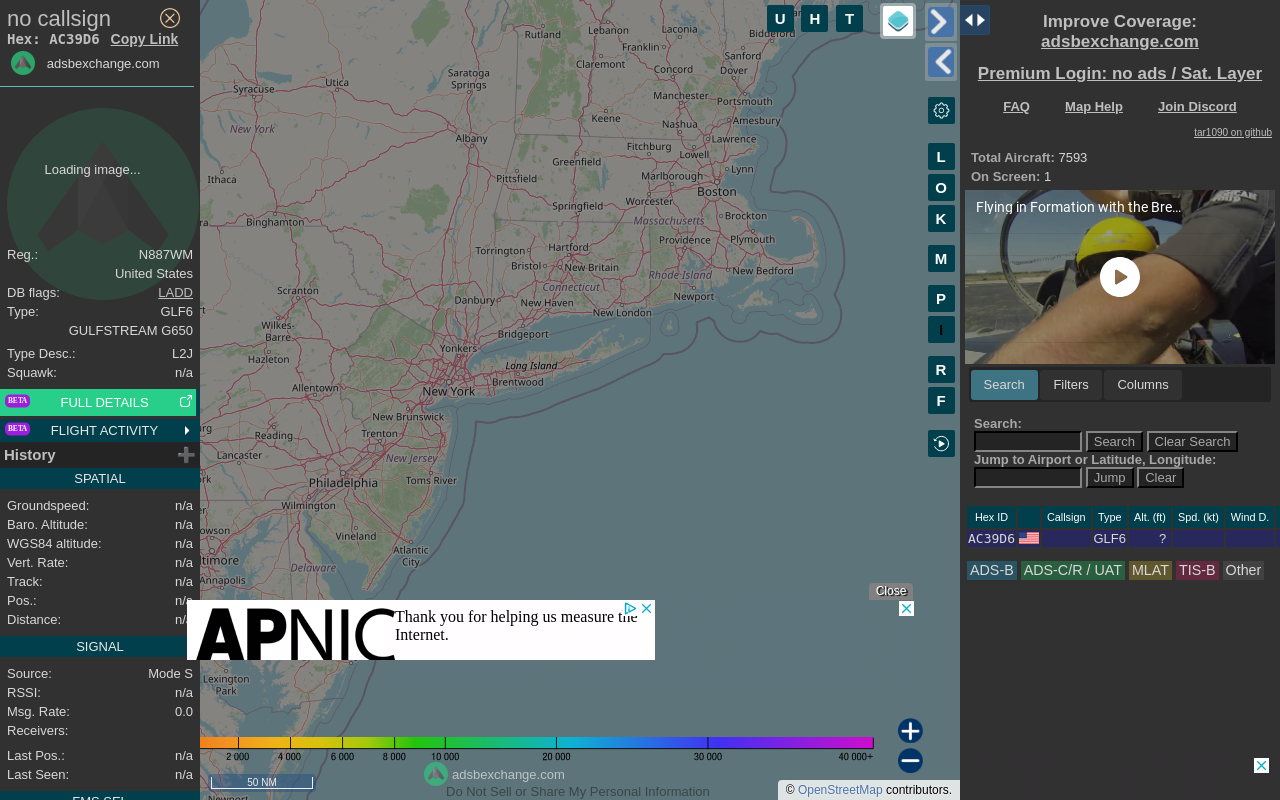 no callsign
Hex: AC39D6 Copy Link
adsbexchange.com
Loading image...
Reg.: N887WM
United States
DB flags: LADD
Type: GLF6
GULFSTREAM G650
Type Desc.: L2J
Squawk: n/a
BETA FULL DETAILS
BETA FLIGHT ACTIVITY
History
SPATIAL
Groundspeed: n/a
Baro. Altitude: n/a
WGS84 altitude: n/a
Vert. Rate: n/a
Track: n/a
Pos.: n/a
Distance: n/a
SIGNAL
Source: Mode S
RSSI: n/a
Msg. Rate: 0.0
Receivers:
Last Pos.: n/a
Last Seen: n/a
U H T
L
O
K
M
P
I
R
F
Rutland
Lebanon
Laconia
Franklin
Biddeford
Claremont
Sanford
Concord
Dover
Utica
Saratoga
Springs
Syracuse
Manchester
Portsmouth
Keene
Amesbury
New York
Nashua
Albany
Lawrence
Fitchburg
Lowell
Greenfield
Lynn
Ithaca
Pittsfield
Marlborough
Boston
Worcester
Springfield
Brockton
Massachusetts
Binghamton
Providence
Plymouth
Torrington
Hartford
Bristol
New Britain
New Bedford
Rhode Island
Connecticut
Scranton
Danbury
New Haven
Newport
New London
Wilkes-
Barre
Bridgeport
Yonkers
Hazleton
Long Island
Brentwood
Allentown
New York
New Brunswick
Reading
Trenton
Lancaster
New Jersey
Philadelphia
Toms River
Wilmington
Vineland
Atlantic
City
Annapolis
Delaware
Lexington
Park
Close
APNIC
Thank you for helping us measure the
Internet.
2 000 4 000 6 000 8 000 10 000 20 000 30 000 40 000+
50 NM
adsbexchange.com
Do Not Sell or Share My Personal Information
© OpenStreetMap contributors.
Improve Coverage:
adsbexchange.com
Premium Login: no ads / Sat. Layer
FAQ Map Help Join Discord
tar1090 on github
Total Aircraft: 7593
On Screen: 1
Flying in Formation with the Bre...
Search Filters Columns
Search:
Search Clear Search
Jump to Airport or Latitude, Longitude:
Jump Clear
Hex ID Callsign Type Alt. (ft) Spd. (kt) Wind D.
AC39D6 GLF6 ?
ADS-B ADS-C/R / UAT MLAT TIS-B Other